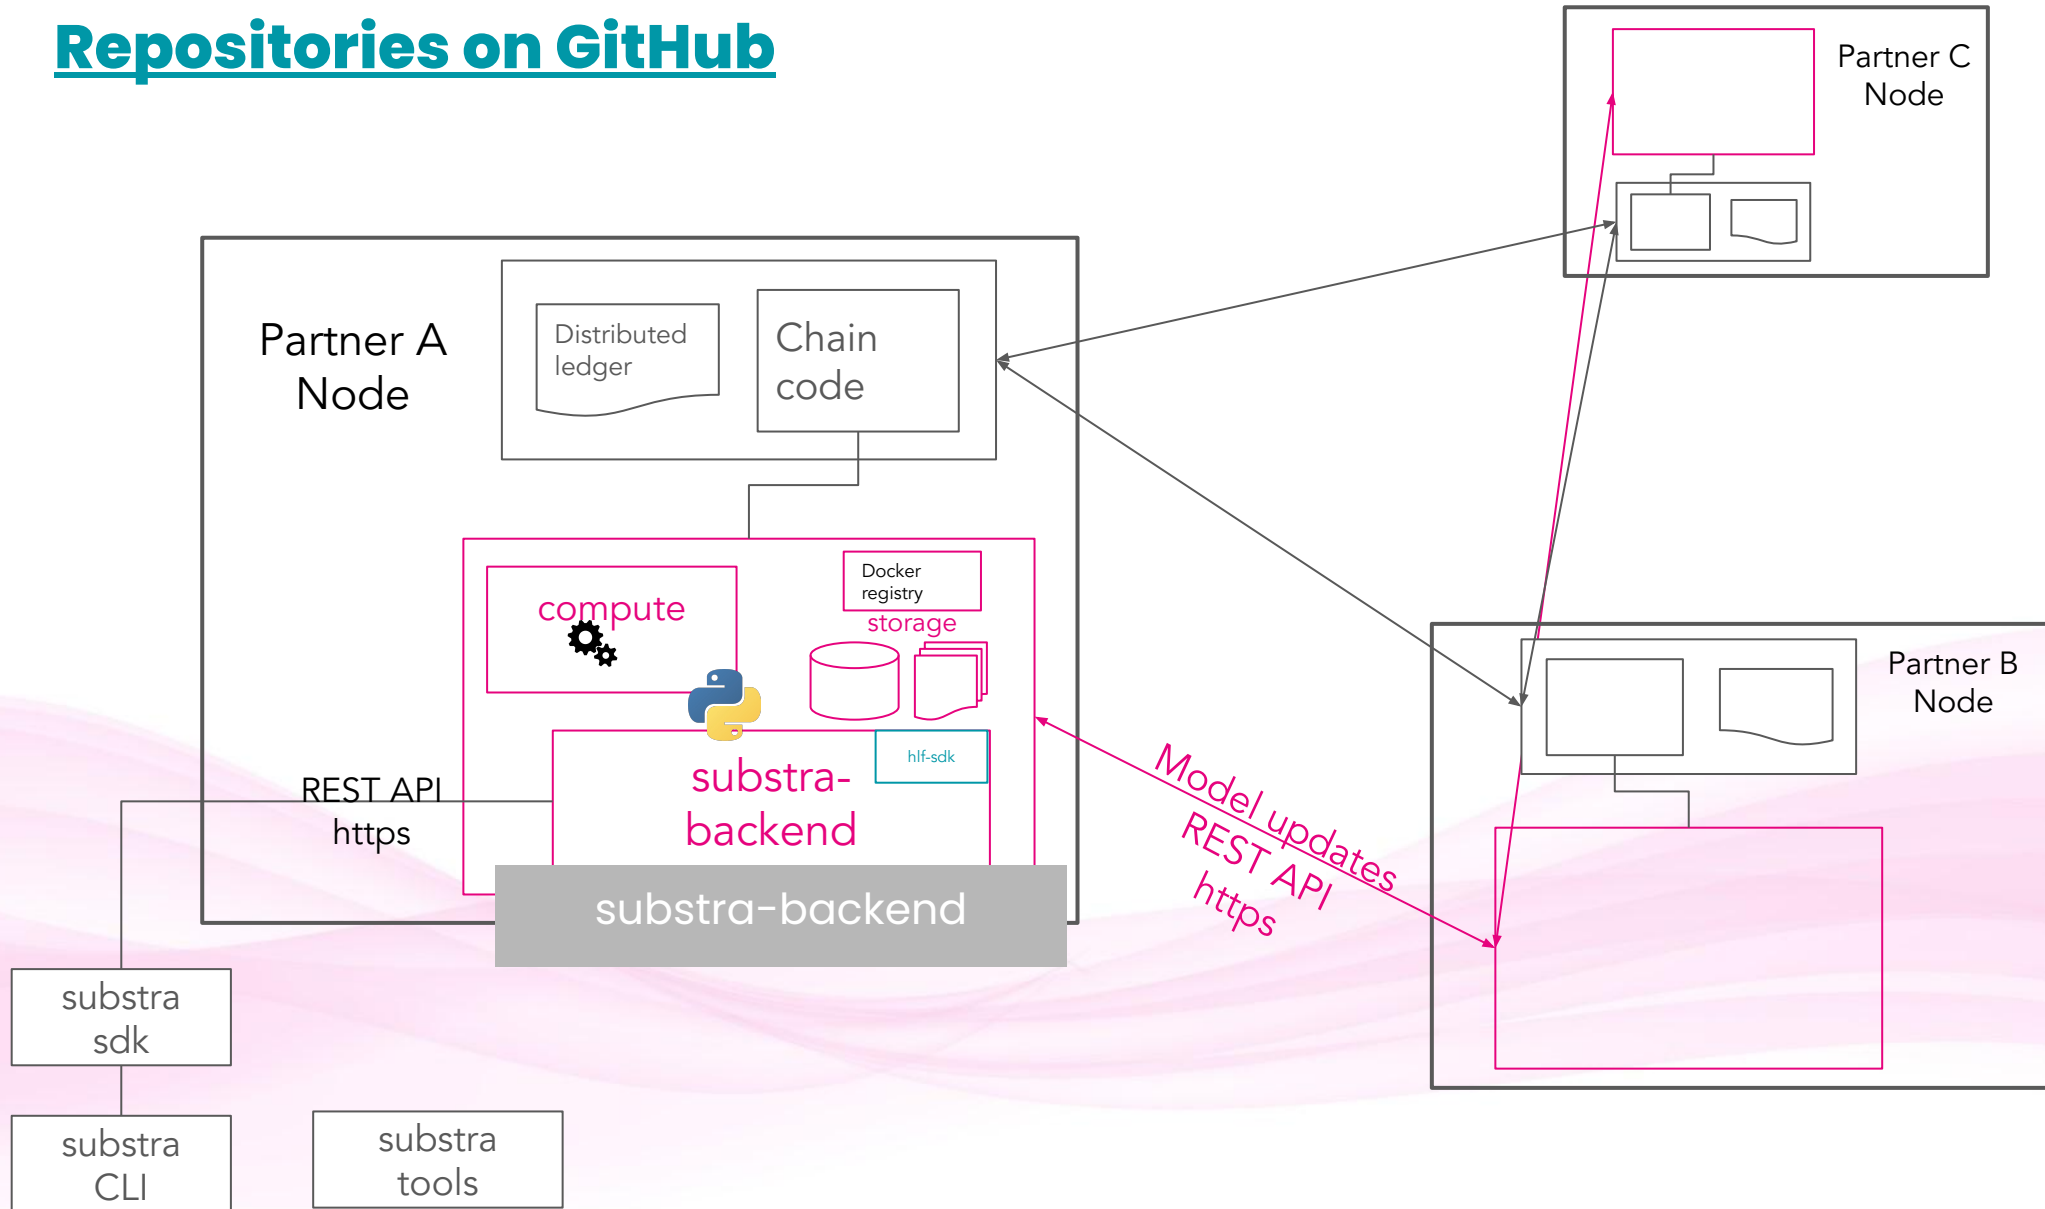 Repositories on GitHub
Partner C
Node
Partner A
Node
Distributed
ledger
Chain
code
Docker
registry
compute
storage
Partner B
Node
hlf-sdk
substra-
backend
REST API
https
Model updates
REST API
https
substra-backend
substra
sdk
substra
CLI
substra
tools